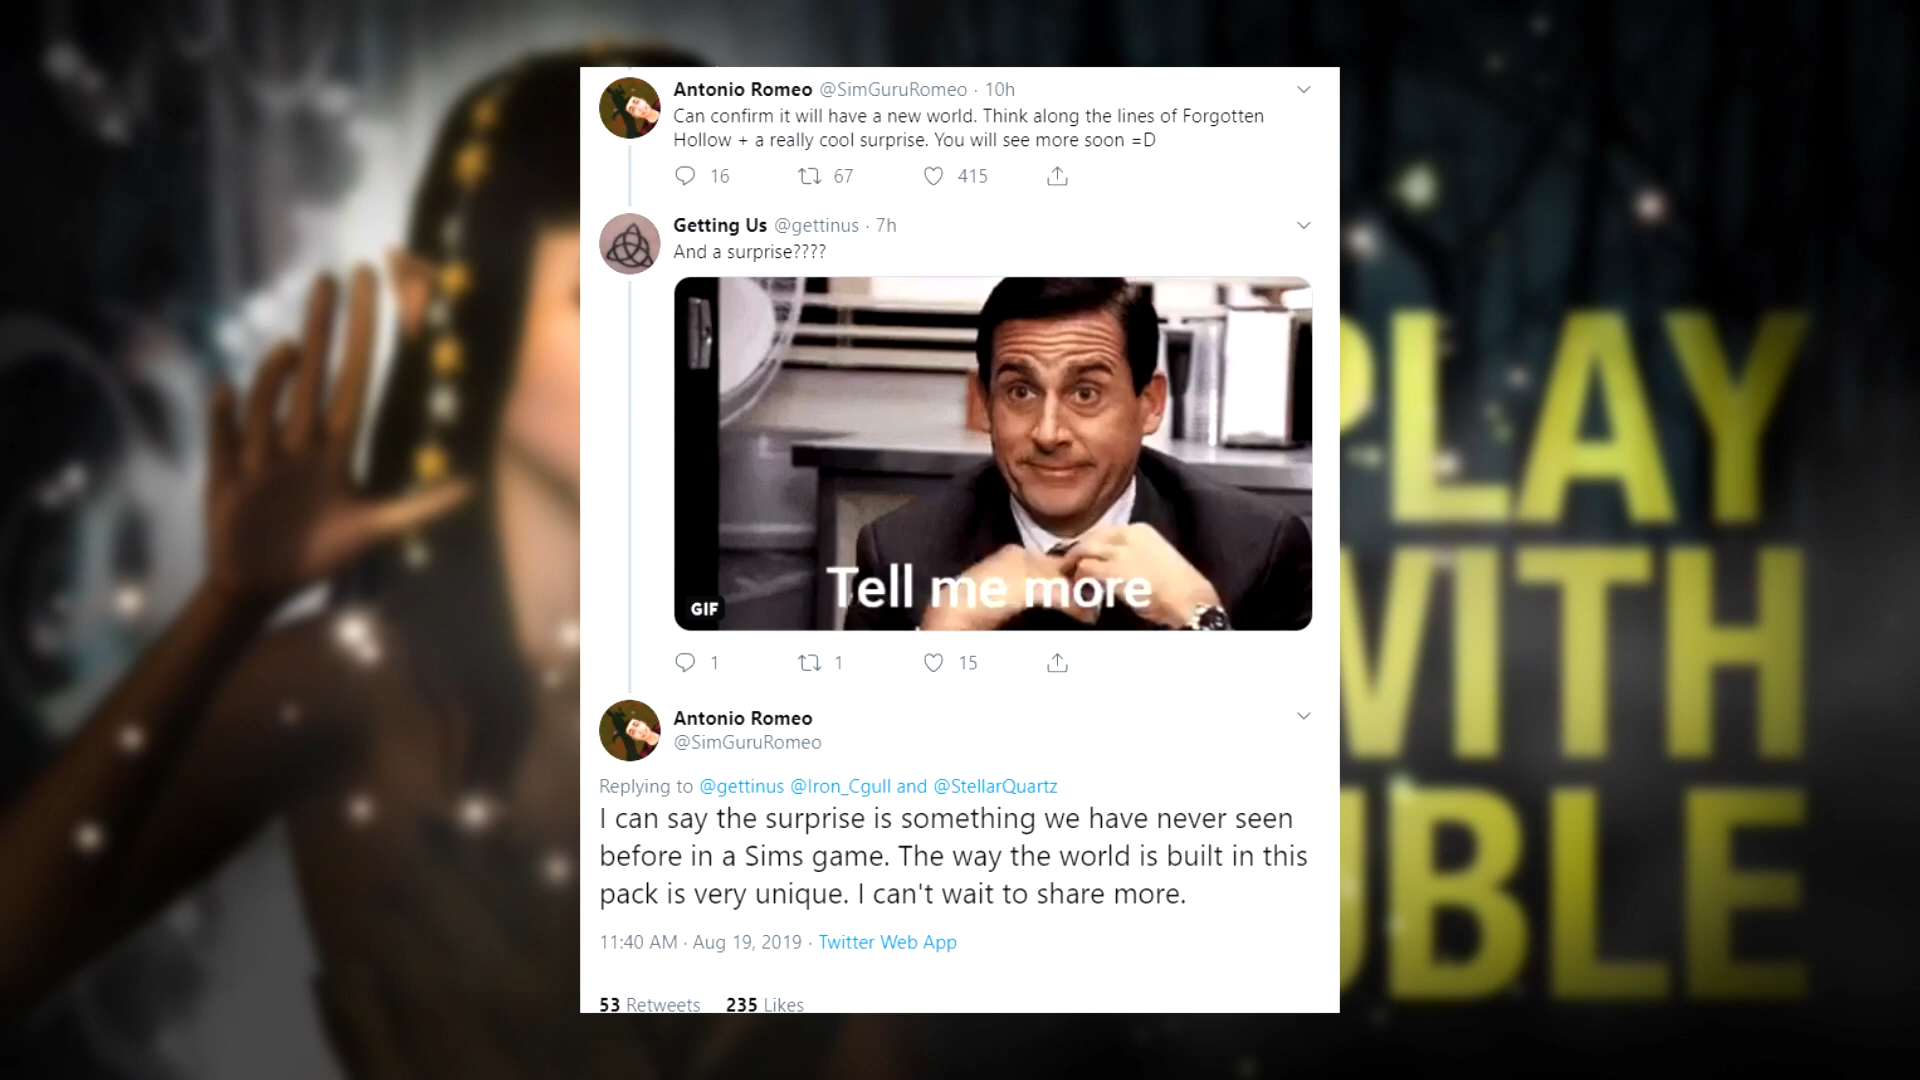 Antonio Romeo @SimGuruRomeo · 10h
Can confirm it will have a new world. Think along the lines of Forgotten
Hollow + a really cool surprise. You will see more soon =D
16 67 415
Getting Us @gettinus · 7h
And a surprise????
Tell me more
GIF
1 1 15
Antonio Romeo
@SimGuruRomeo
Replying to @gettinus @Iron_Cgull and @StellarQuartz
I can say the surprise is something we have never seen
before in a Sims game. The way the world is built in this
pack is very unique. I can't wait to share more.
11:40 AM · Aug 19, 2019 · Twitter Web App
53 Retweets 235 Likes
PLAY
WITH
UBLE